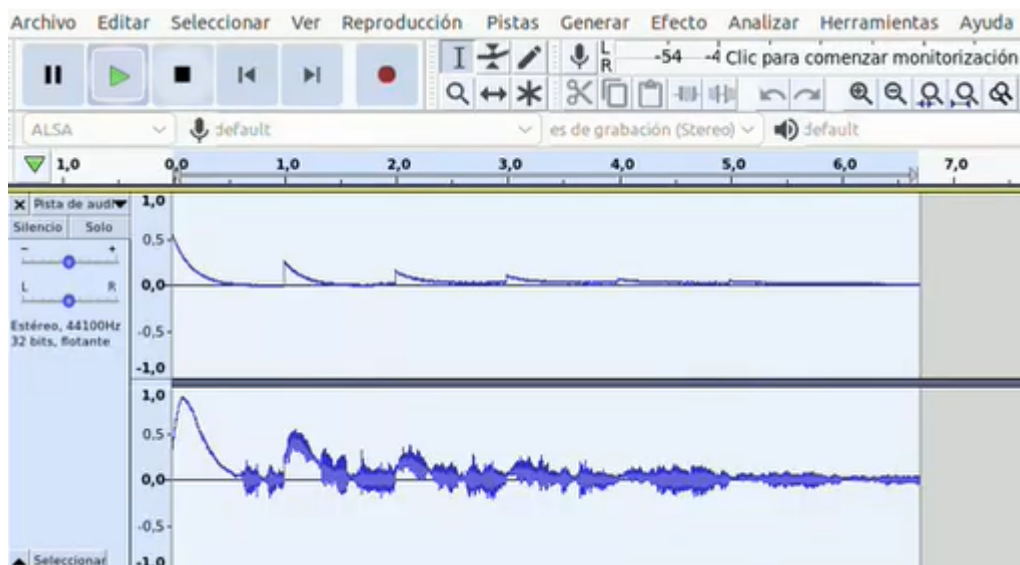 Archivo Editar Seleccionar Ver Reproducción Pistas Generar Efecto Analizar Herramientas Ayuda
L
R
-54 -4 Clic para comenzar monitorización
ALSA default es de grabación (Stereo) default
1,0 0,0 1,0 2,0 3,0 4,0 5,0 6,0 7,0
X Pista de audi
Silencio Solo
- +
L R
Estéreo, 44100Hz
32 bits, flotante
Seleccionar
1,0
0,5-
0,0-
-0,5-
-1,0
1,0
0,5-
0,0-
-0,5-
-1,0